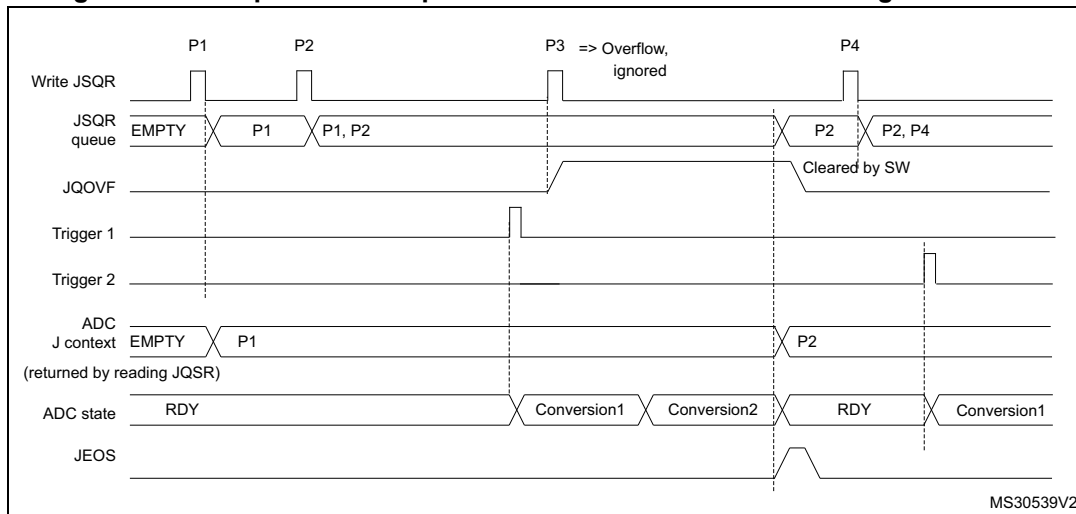 P1 P2 P3 => Overflow, P4
ignored
Write JSQR
JSQR
queue EMPTY P1 P1, P2 P2 P2, P4
Cleared by SW
JQOVF
Trigger 1
Trigger 2
ADC
J context EMPTY P1 P2
(returned by reading JQSR)
ADC state RDY Conversion1 Conversion2 RDY Conversion1
JEOS
MS30539V2